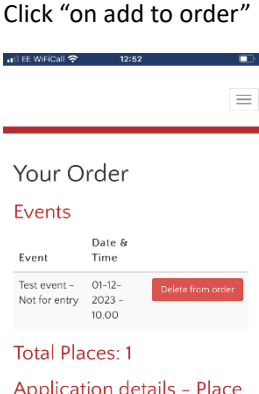 Click “on add to order”
EE WiFiCall 12:52
Your Order
Events
Event Date & Time
Test event – Not for entry 01-12-2023 – 10.00 Delete from order
Total Places: 1
Application details – Place